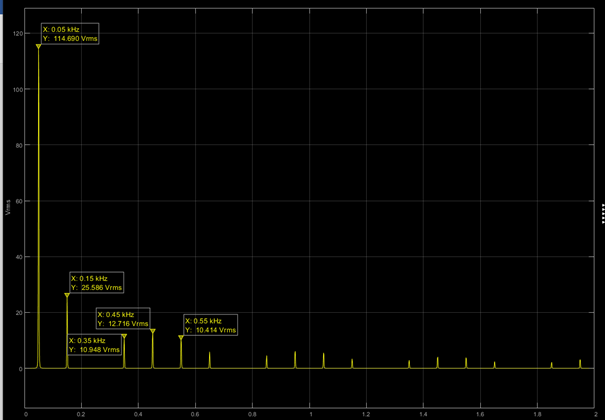 X: 0.05 kHz
Y: 114.690 Vrms
120
100
80
Vrms
60
40
X: 0.15 kHz
Y: 25.586 Vrms
X: 0.45 kHz
Y: 12.716 Vrms
X: 0.55 kHz
Y: 10.414 Vrms
20
X: 0.35 kHz
Y: 10.948 Vrms
0
0 0.2 0.4 0.6 0.8 1 1.2 1.4 1.6 1.8 2